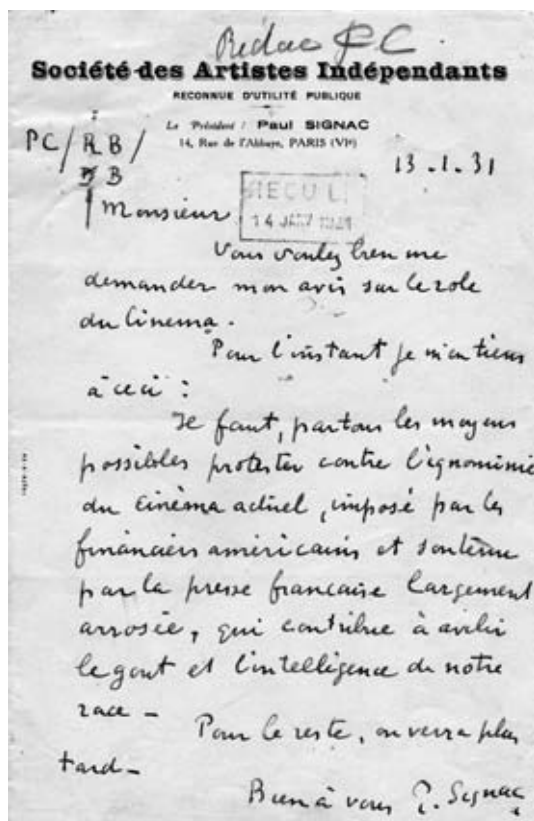 Rédac PC
Société des Artistes Indépendants
RECONNUE D'UTILITÉ PUBLIQUE
Le Président : Paul SIGNAC
14, Rue de l'Abbaye, PARIS (VIe)
PC/RB/
B
13.1.31
REÇU LE
14 JANV 1931
Monsieur
Vous voulez bien me
demander mon avis sur le role
du Cinema.
Pour l'instant je m'en tiens
à ceci :
Il faut, par tous les moyens
possibles protester contre l'ignominie
du cinéma actuel, imposé par les
financiers américains et soutenu
par la presse française largement
arrosée, qui contribue à avilir
le gout et l'intelligence de notre
race -
Pour le reste, on verra plus
tard -
Bien à vous P. Signac